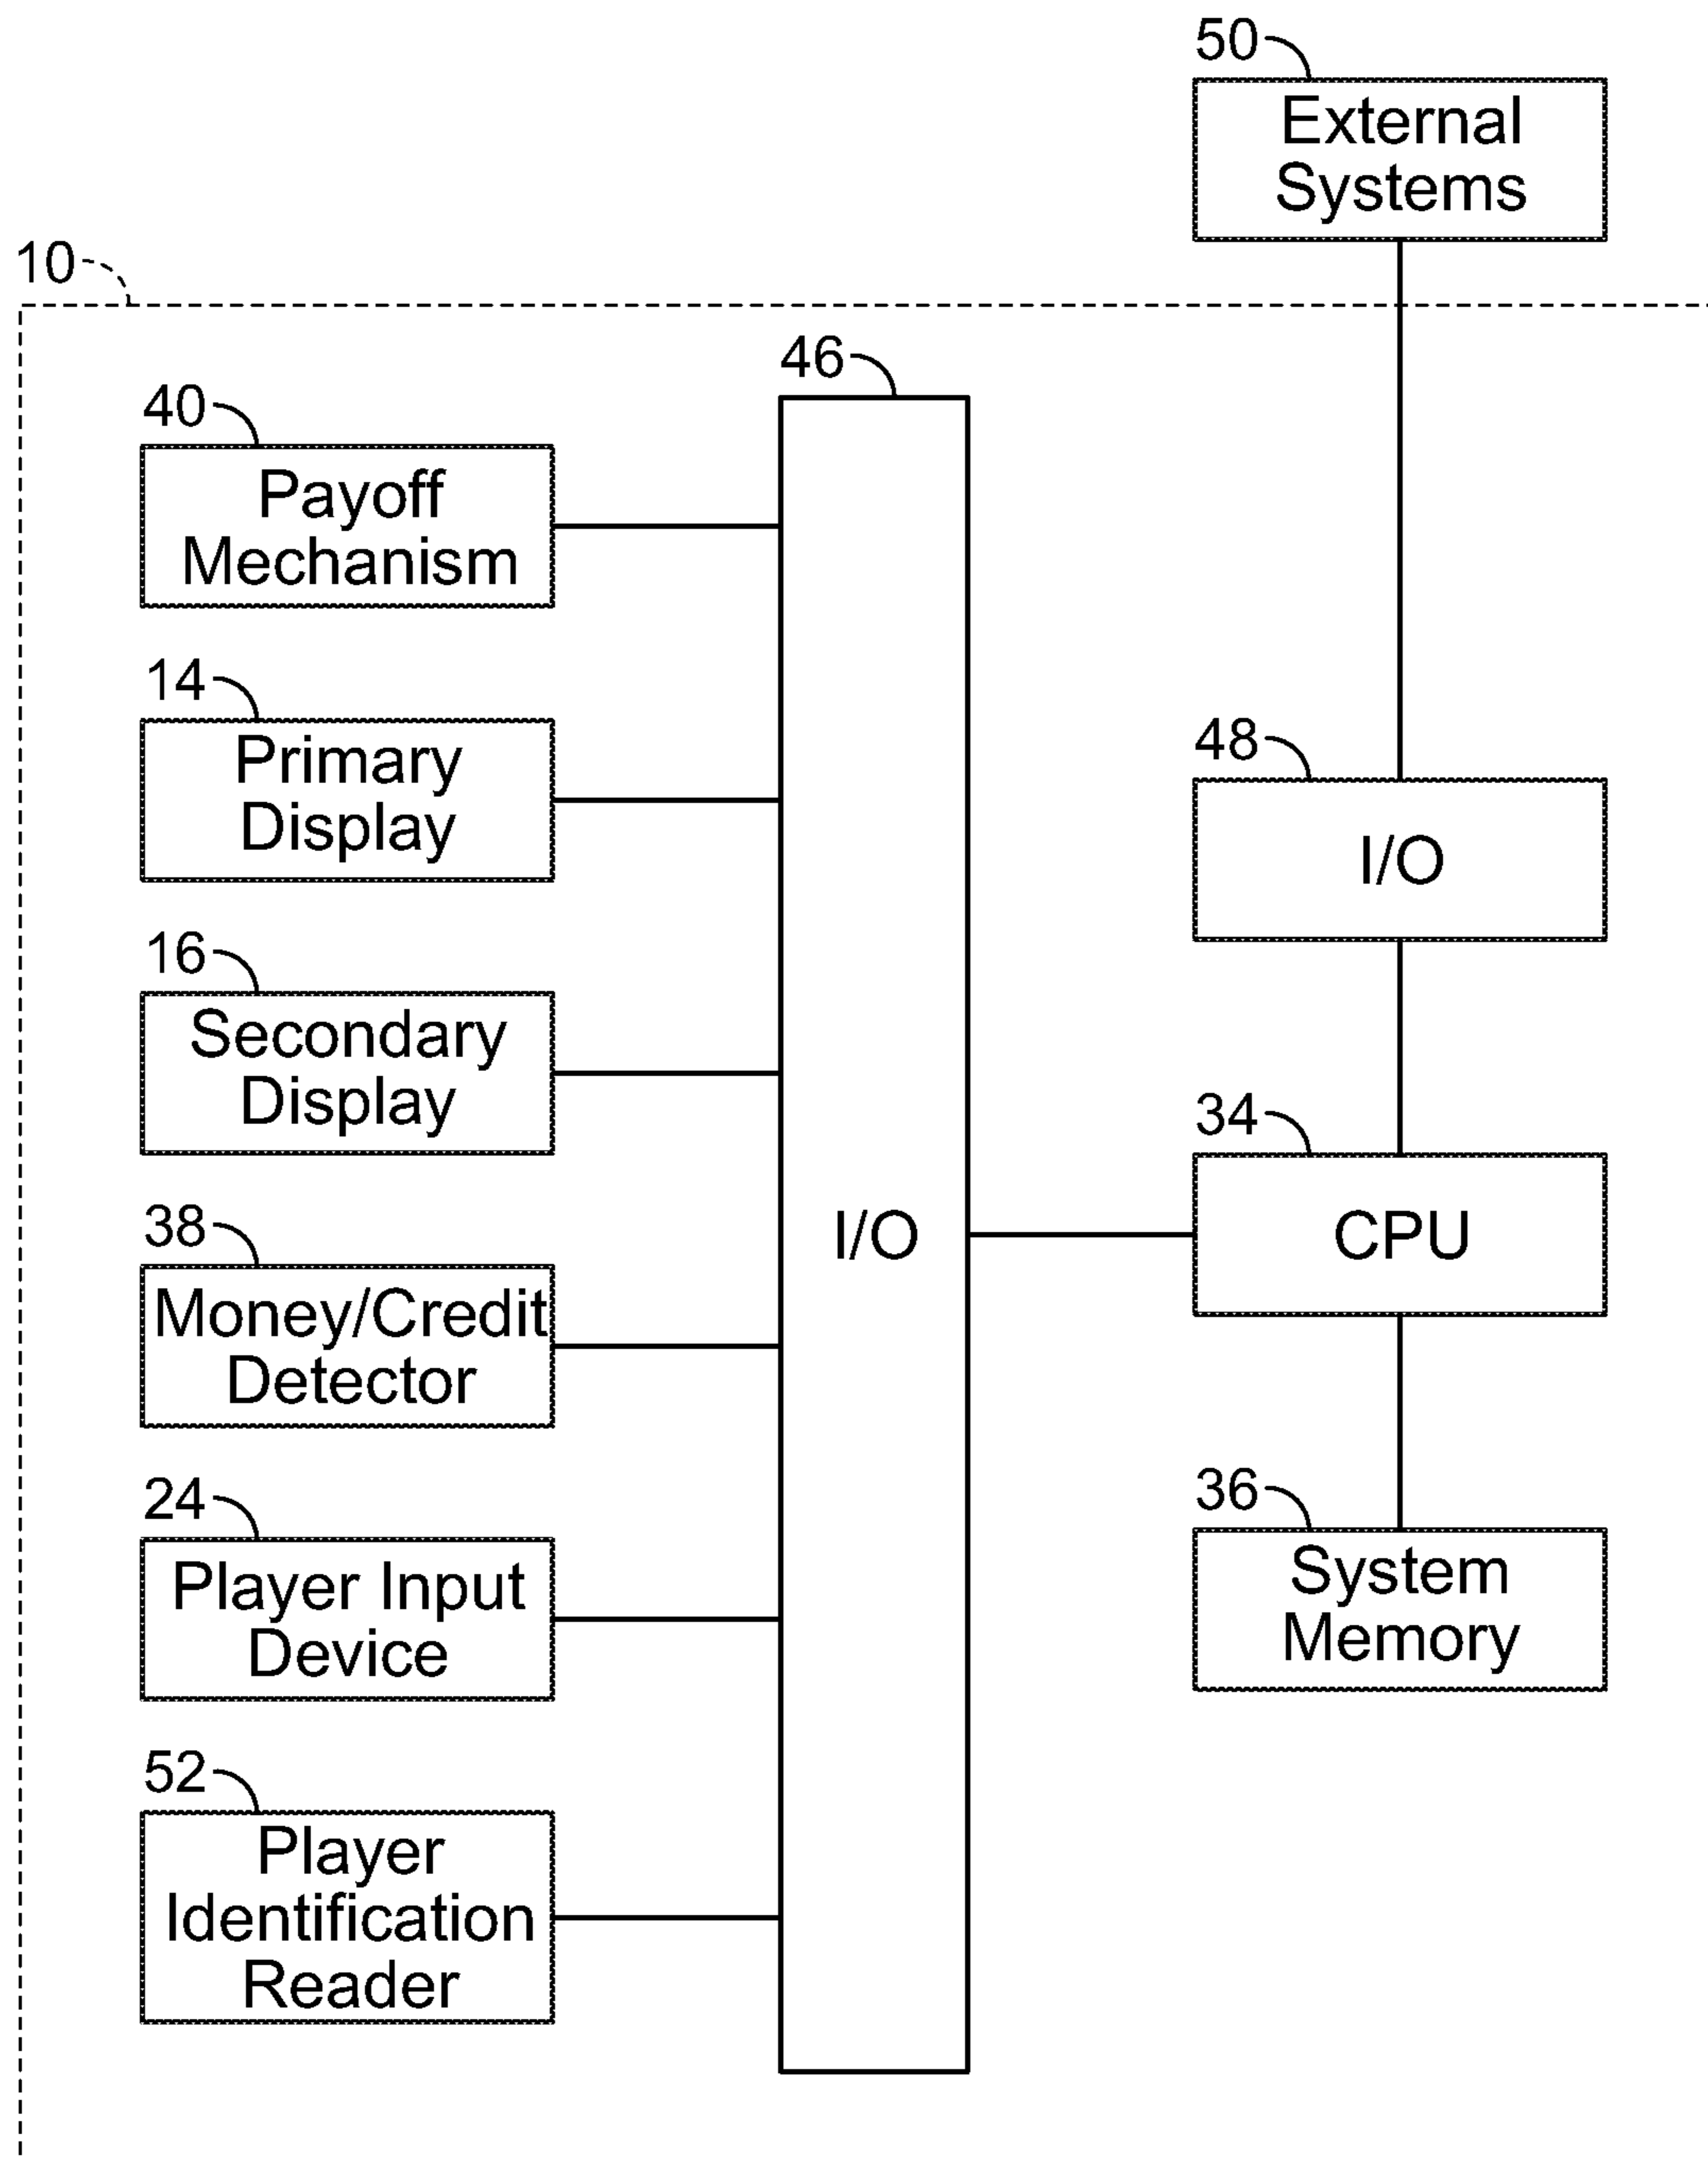 50
External
Systems
10
46
40
Payoff
Mechanism
14
Primary
Display
16
Secondary
Display
38
Money/Credit
Detector
24
Player Input
Device
52
Player
Identification
Reader
I/O
48
I/O
34
CPU
36
System
Memory